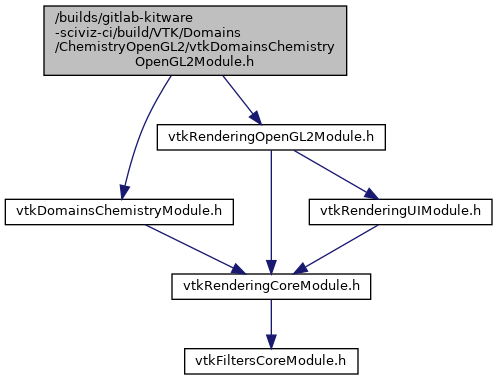 /builds/gitlab-kitware
-sciviz-ci/build/VTK/Domains
/ChemistryOpenGL2/vtkDomainsChemistry
OpenGL2Module.h
vtkRenderingOpenGL2Module.h
vtkDomainsChemistryModule.h
vtkRenderingUIModule.h
vtkRenderingCoreModule.h
vtkFiltersCoreModule.h